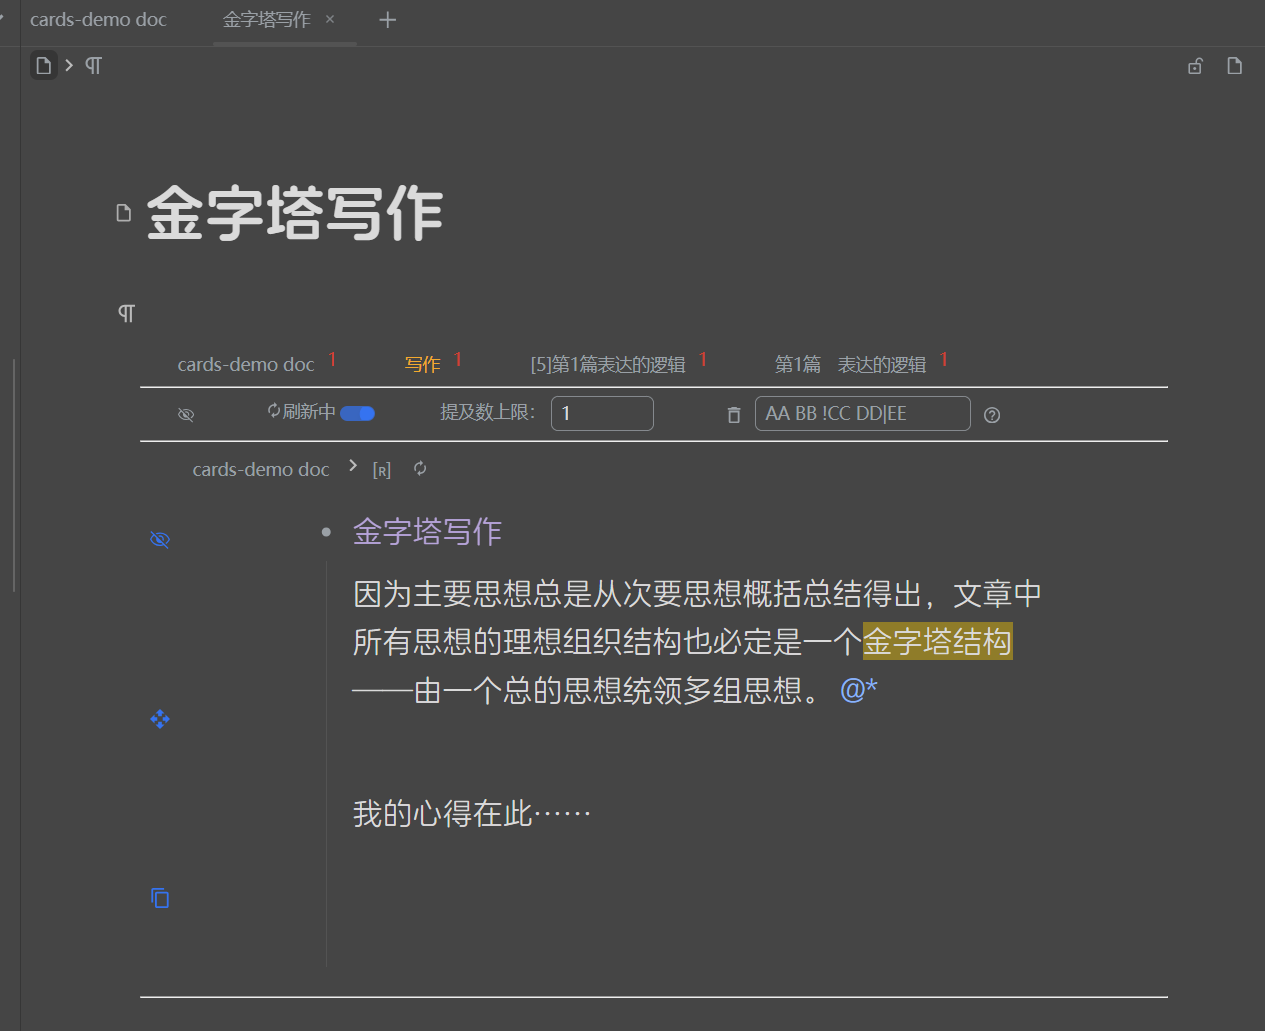 cards-demo doc
金字塔写作 ×
金字塔写作
cards-demo doc 1 写作 1 [5]第1篇表达的逻辑 1 第1篇 表达的逻辑 1
刷新中 提及数上限： 1 AA BB !CC DD|EE
cards-demo doc > [R]
金字塔写作
因为主要思想总是从次要思想概括总结得出，文章中
所有思想的理想组织结构也必定是一个金字塔结构
——由一个总的思想统领多组思想。 @*
我的心得在此……